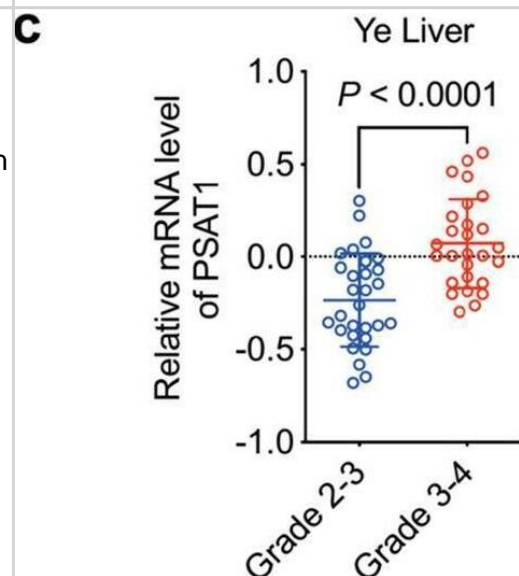 C
Ye Liver
P < 0.0001
Relative mRNA level
of PSAT1
1.0
0.5
0.0
-0.5
-1.0
Grade 2-3
Grade 3-4